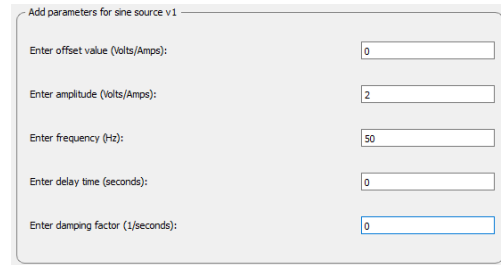 Add parameters for sine source v1
Enter offset value (Volts/Amps): 0
Enter amplitude (Volts/Amps): 2
Enter frequency (Hz): 50
Enter delay time (seconds): 0
Enter damping factor (1/seconds): 0